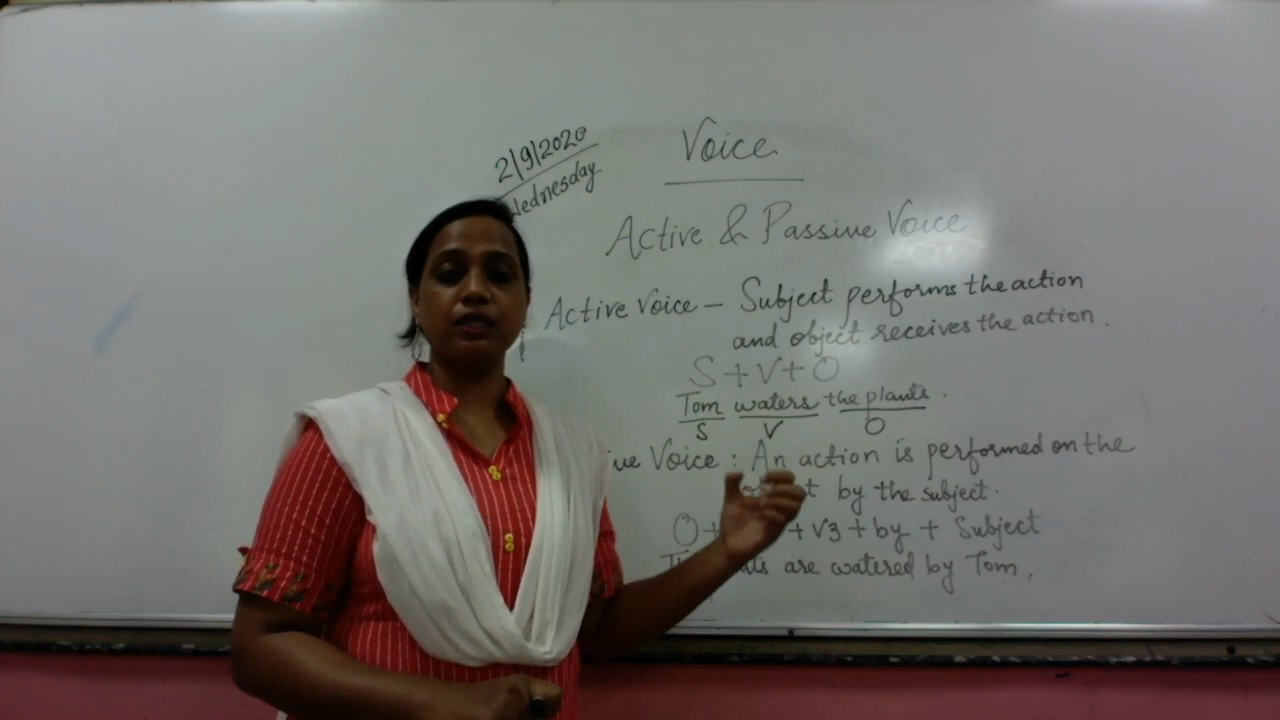 2/9/2020
Wednesday
Voice
Active & Passive Voice
Active Voice – Subject performs the action
and object receives the action.
S + V + O
Tom waters the plants.
S V O
Voice : An action is performed on the
by the subject.
O + + V3 + by + Subject
are watered by Tom.